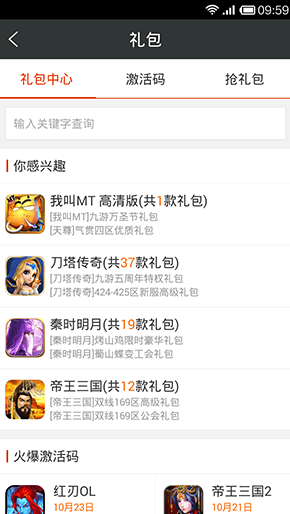 09:59
礼包
礼包中心
激活码
抢礼包
输入关键字查询
你感兴趣
我叫MT 高清版(共1款礼包)
[我叫MT]九游万圣节礼包
[天尊]气贯四区优质礼包
刀塔传奇(共37款礼包)
[刀塔传奇]九游五周年特权礼包
[刀塔传奇]424-425区新服高级礼包
秦时明月(共19款礼包)
[秦时明月]烤山鸡限时豪华礼包
[秦时明月]蜀山蝶变工会礼包
帝王三国(共12款礼包)
[帝王三国]双线169区高级礼包
[帝王三国]双线169区公会礼包
火爆激活码
红刃OL
10月23日
帝王三国2
10月21日